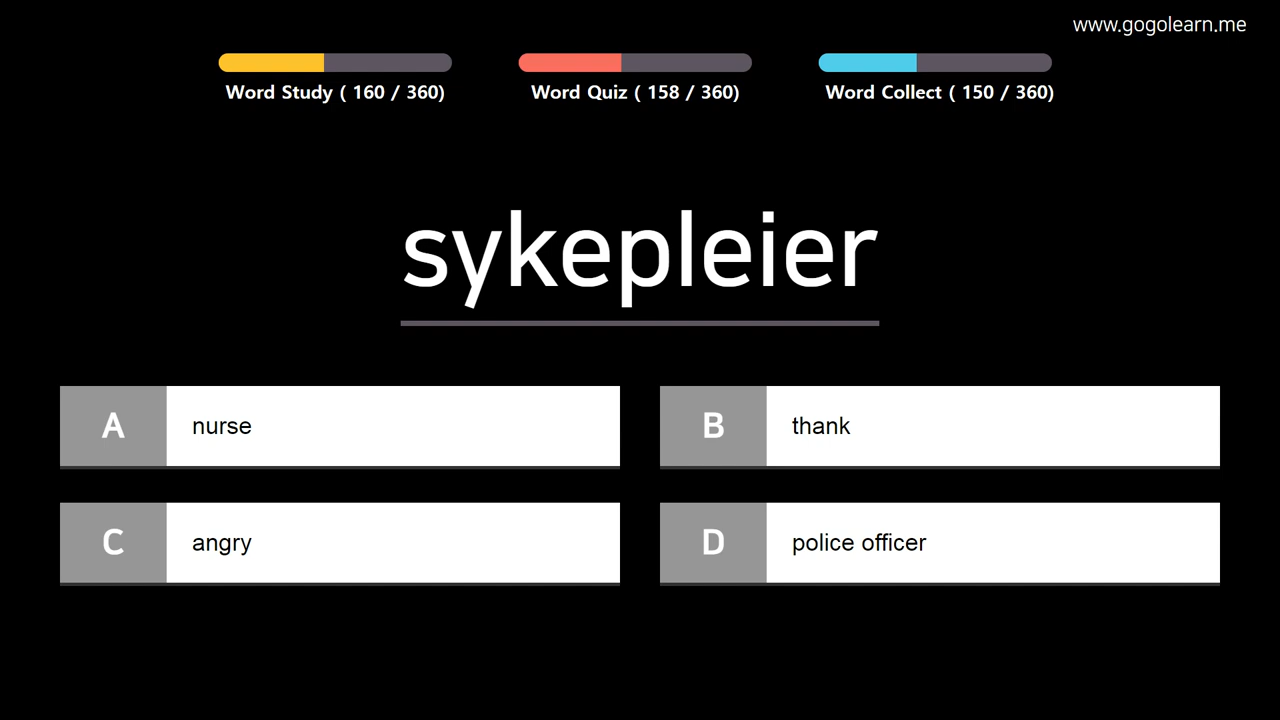 www.gogolearn.me
Word Study ( 160 / 360)
Word Quiz ( 158 / 360)
Word Collect ( 150 / 360)
sykepleier
A nurse
B thank
C angry
D police officer